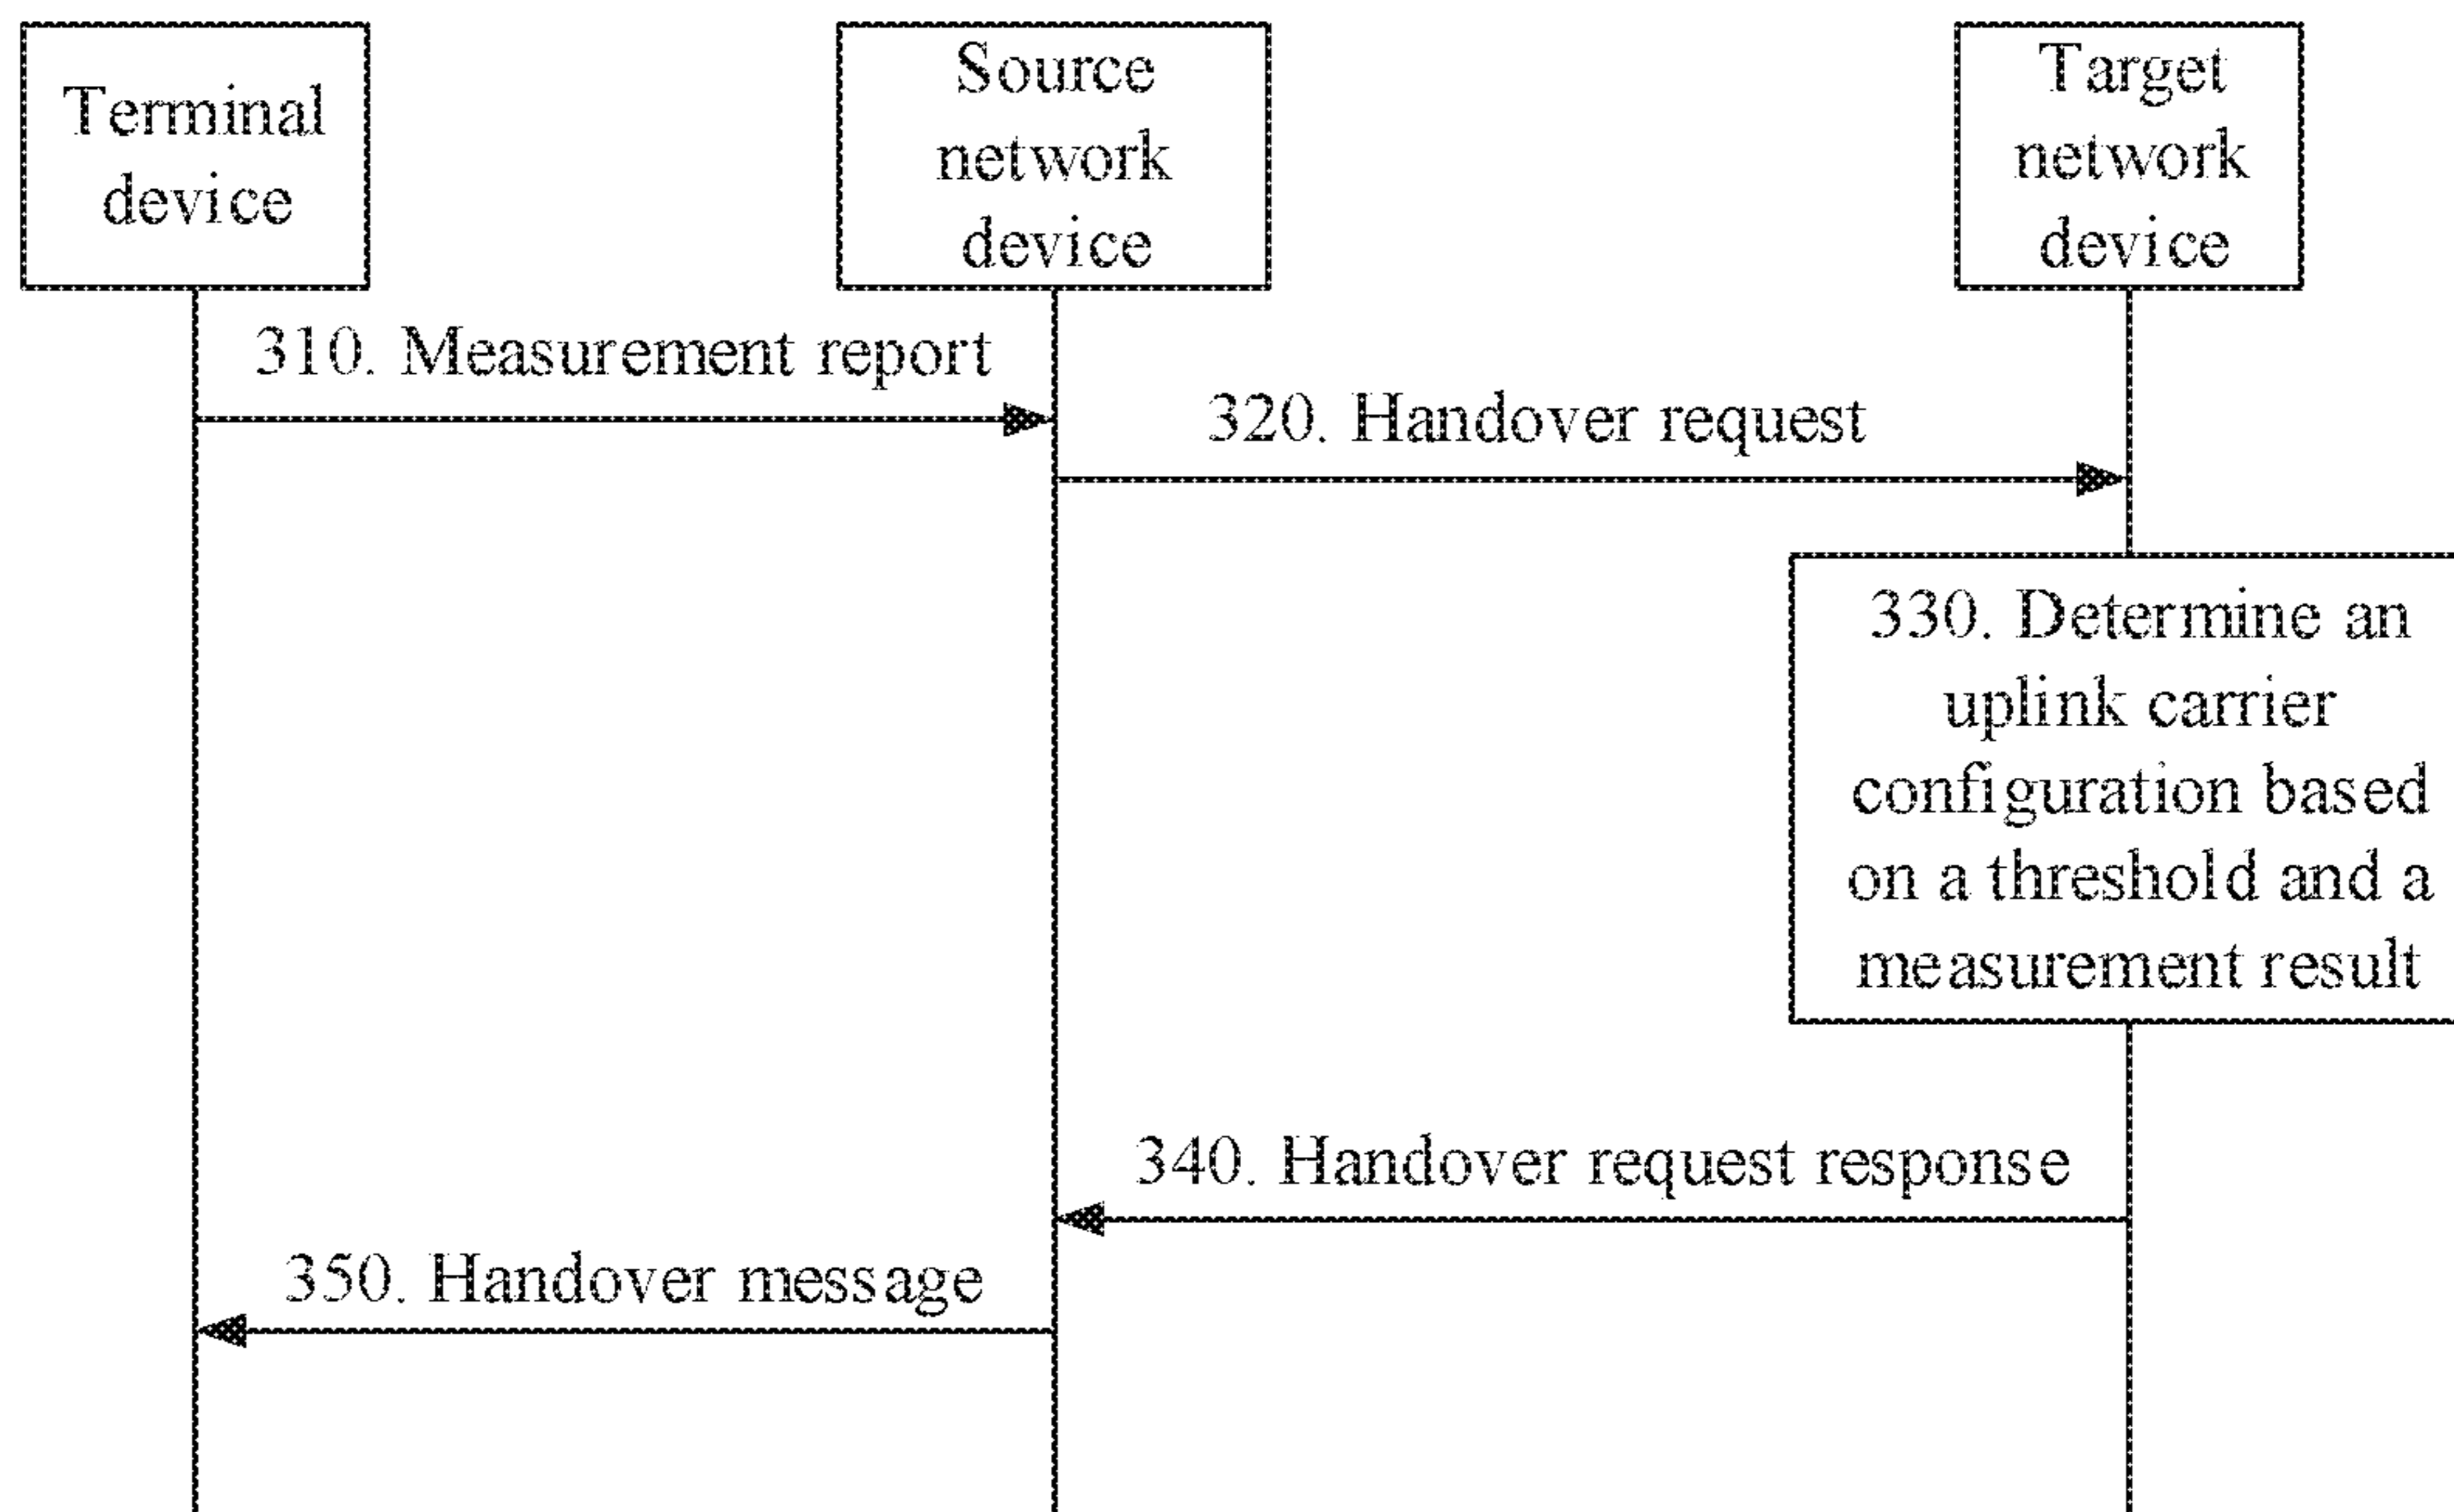 Terminal
device
Source
network
device
Target
network
device
310. Measurement report
320. Handover request
330. Determine an
uplink carrier
configuration based
on a threshold and a
measurement result
340. Handover request response
350. Handover message